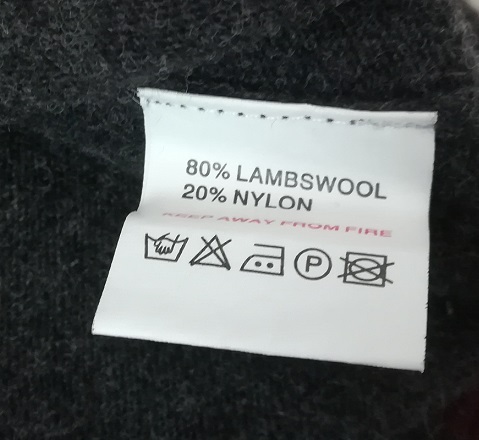 80% LAMBSWOOL
20% NYLON
KEEP AWAY FROM FIRE
P